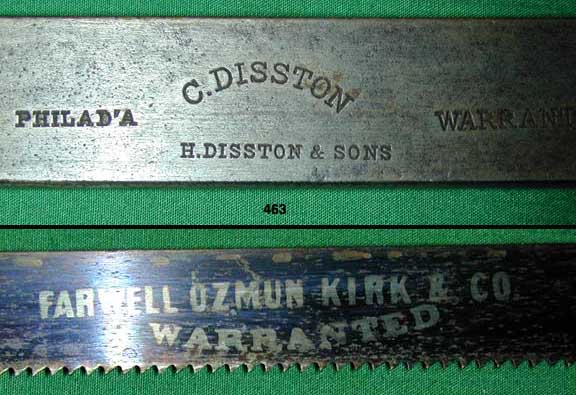 C. DISSTON
PHILAD'A
WARRANT
H. DISSTON & SONS
463
FARWELL OZMUN KIRK & CO
WARRANTED